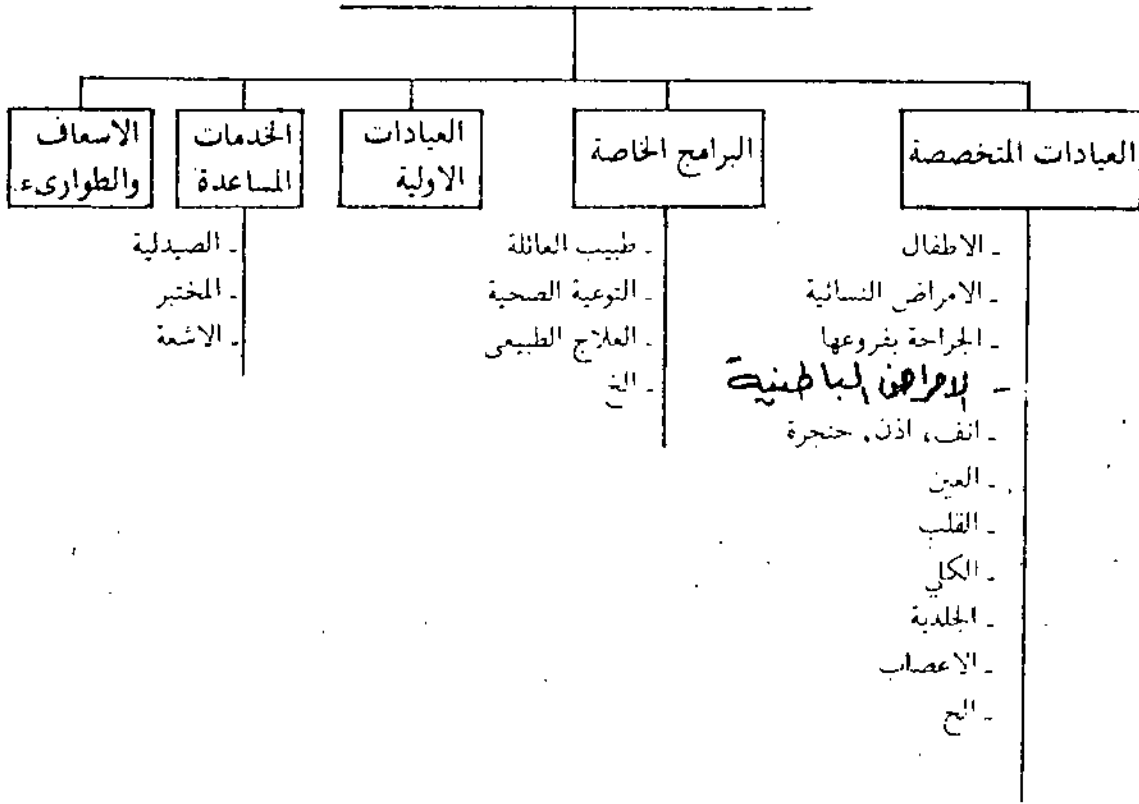 العيادات المتخصصة
- الاطفال
- الامراض النسائية
- الجراحة بفروعها
- الامراض الباطنية
- انف، اذن، حنجرة
- العين
- القلب
- الكلي
- الجلدية
- الاعصاب
- الخ
البرامج الخاصة
- طبيب العائلة
- التوعية الصحية
- العلاج الطبيعى
- الخ
العيادات
الاولية
الخدمات
المساعدة
- الصيدلية
- المختبر
- الاشعة
الاسعاف
والطوارىء